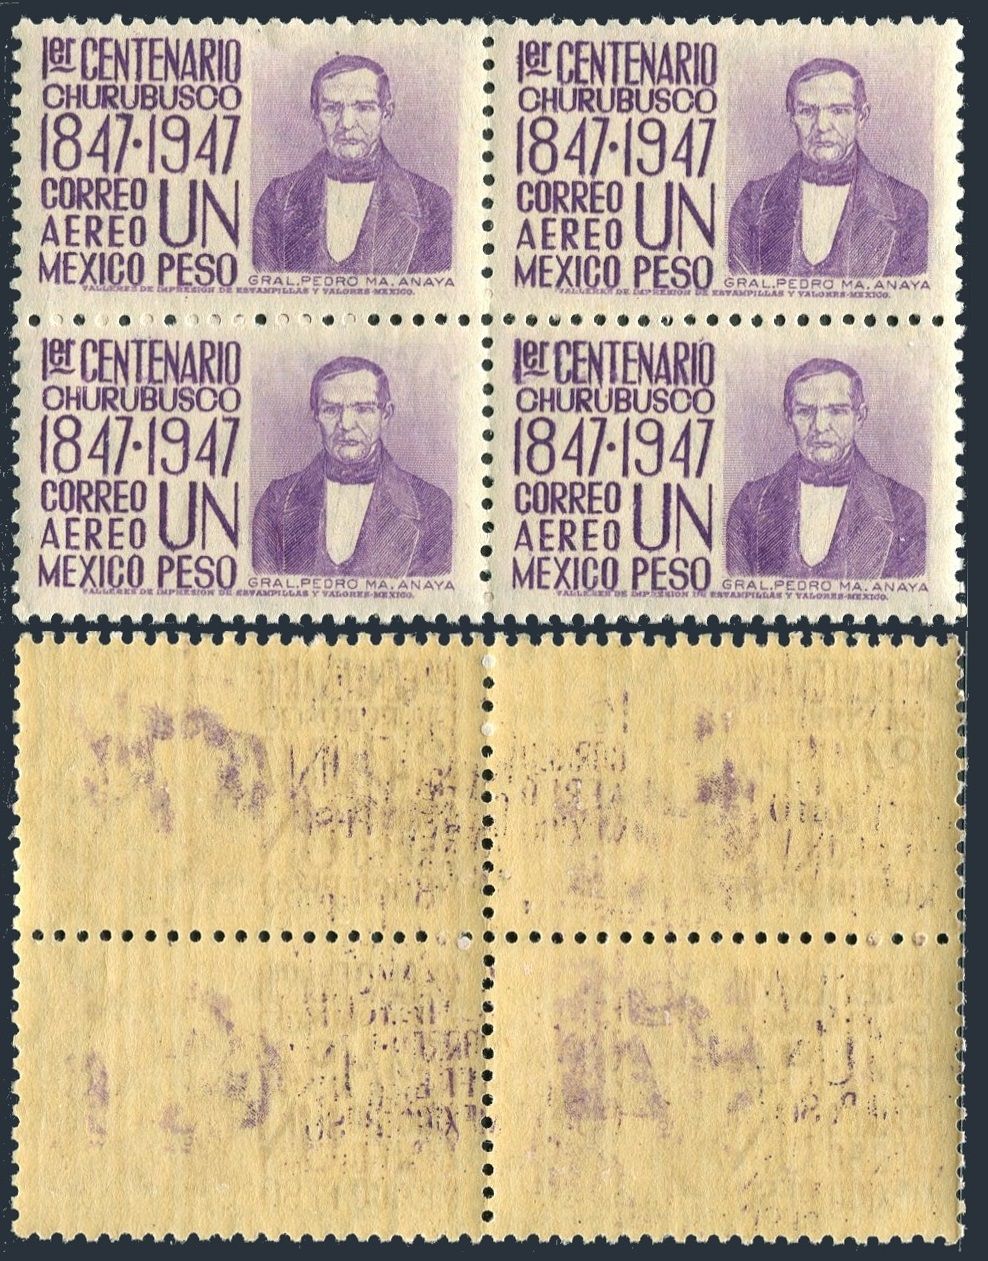 1er CENTENARIO
CHURUBUSCO
1847·1947
CORREO UN
AEREO
MEXICO PESO
GRAL. PEDRO MA. ANAYA
TALLERES DE IMPRESION DE ESTAMPILLAS Y VALORES-MEXICO.
1er CENTENARIO
CHURUBUSCO
1847·1947
CORREO UN
AEREO
MEXICO PESO
GRAL. PEDRO MA. ANAYA
TALLERES DE IMPRESION DE ESTAMPILLAS Y VALORES-MEXICO.
1er CENTENARIO
CHURUBUSCO
1847·1947
CORREO UN
AEREO
MEXICO PESO
GRAL. PEDRO MA. ANAYA
TALLERES DE IMPRESION DE ESTAMPILLAS Y VALORES-MEXICO.
1er CENTENARIO
CHURUBUSCO
1847·1947
CORREO UN
AEREO
MEXICO PESO
GRAL. PEDRO MA. ANAYA
TALLERES DE IMPRESION DE ESTAMPILLAS Y VALORES-MEXICO.